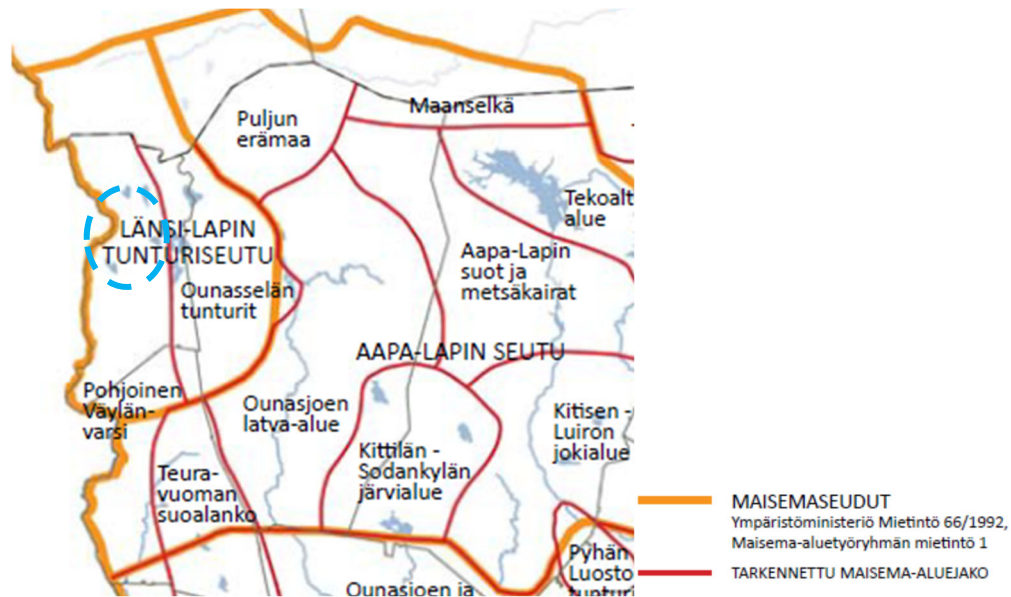 Puljun
erämaa
Maanselkä
Tekoalt
alue
LÄNSI-LAPIN
TUNTURISEUTU
Aapa-Lapin
suot ja
metsäkairat
Ounasselän
tunturit
AAPA-LAPIN SEUTU
Pohjoinen
Väylän-
varsi
Ounasjoen
latva-alue
Kitisen -
Luiron
jokialue
Kittilän -
Sodankylän
järvialue
Teura-
vuoman
suoalanko
Pyhän
Luosto
tunturi
Ounasjoen ja
MAISEMASEUDUT
Ympäristöministeriö Mietintö 66/1992,
Maisema-aluetyöryhmän mietintö 1
TARKENNETTU MAISEMA-ALUEJAKO